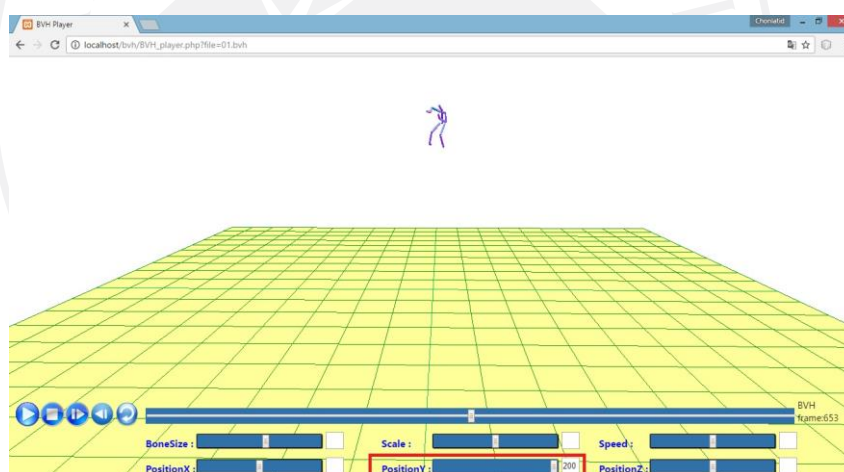 BVH Player
Chonlatid
localhost/bvh/BVH_player.php?file=01.bvh
BVH
frame:653
BoneSize :
Scale :
Speed :
PositionX :
PositionY :
200
PositionZ :